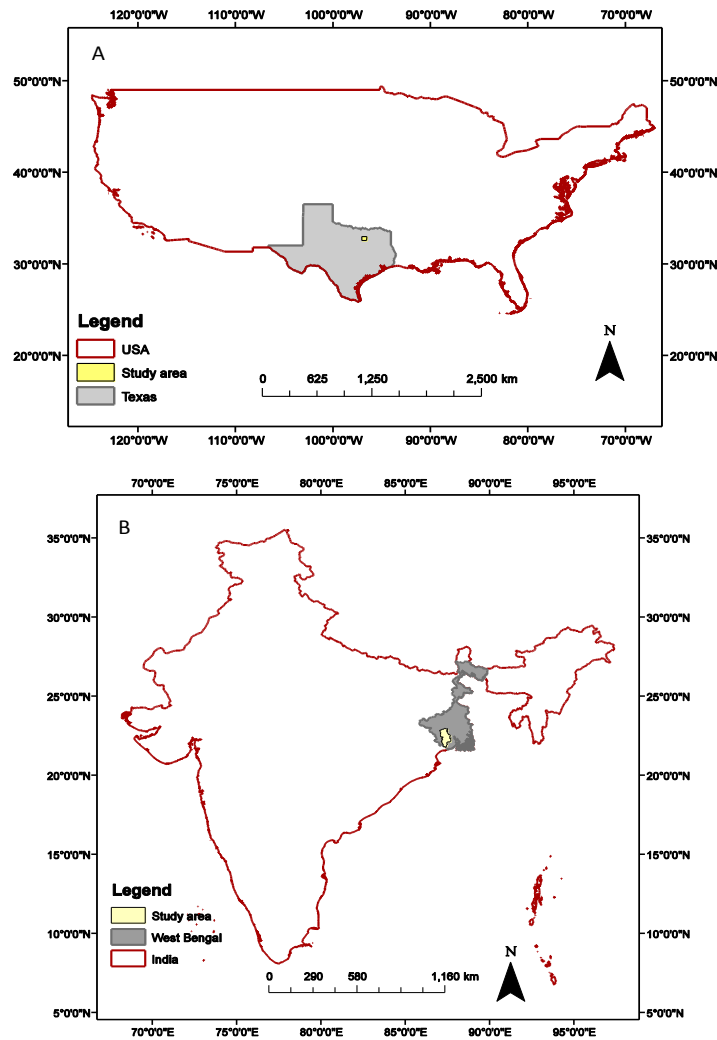 120°0'0"W 110°0'0"W 100°0'0"W 90°0'0"W 80°0'0"W 70°0'0"W
A
50°0'0"N 50°0'0"N
40°0'0"N 40°0'0"N
30°0'0"N 30°0'0"N
Legend
USA
Study area
Texas
N
20°0'0"N 20°0'0"N
0 625 1,250 2,500 km
120°0'0"W 110°0'0"W 100°0'0"W 90°0'0"W 80°0'0"W 70°0'0"W
70°0'0"E 75°0'0"E 80°0'0"E 85°0'0"E 90°0'0"E 95°0'0"E
B
35°0'0"N 35°0'0"N
30°0'0"N 30°0'0"N
25°0'0"N 25°0'0"N
20°0'0"N 20°0'0"N
15°0'0"N 15°0'0"N
Legend
Study area
West Bengal
India
10°0'0"N 10°0'0"N
N
0 290 580 1,160 km
5°0'0"N 5°0'0"N
70°0'0"E 75°0'0"E 80°0'0"E 85°0'0"E 90°0'0"E 95°0'0"E